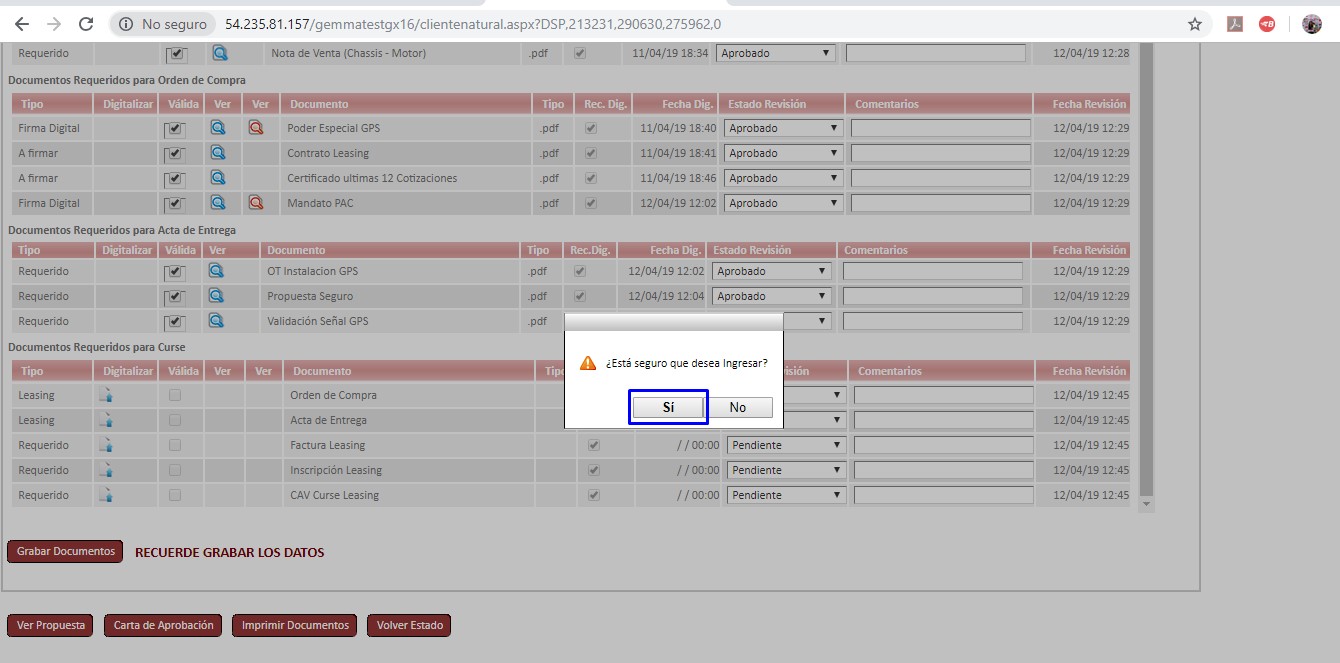 No seguro 54.235.81.157/gemmatestgx16/clientenatural.aspx?DSP,213231,290630,275962,0
Requerido Nota de Venta (Chassis - Motor) .pdf 11/04/19 18:34 Aprobado 12/04/19 12:28
Documentos Requeridos para Orden de Compra
Tipo Digitalizar Válida Ver Ver Documento Tipo Rec. Dig. Fecha Dig. Estado Revisión Comentarios Fecha Revisión
Firma Digital Poder Especial GPS .pdf 11/04/19 18:40 Aprobado 12/04/19 12:29
A firmar Contrato Leasing .pdf 11/04/19 18:41 Aprobado 12/04/19 12:29
A firmar Certificado ultimas 12 Cotizaciones .pdf 11/04/19 18:46 Aprobado 12/04/19 12:29
Firma Digital Mandato PAC .pdf 12/04/19 12:02 Aprobado 12/04/19 12:29
Documentos Requeridos para Acta de Entrega
Tipo Digitalizar Válida Ver Documento Tipo Rec.Dig. Fecha Dig. Estado Revisión Comentarios Fecha Revisión
Requerido OT Instalacion GPS .pdf 12/04/19 12:02 Aprobado 12/04/19 12:29
Requerido Propuesta Seguro .pdf 12/04/19 12:04 Aprobado 12/04/19 12:29
Requerido Validación Señal GPS .pdf 12/04/19 12:29
Documentos Requeridos para Curse
¿Está seguro que desea Ingresar?
Sí No
Tipo Digitalizar Válida Ver Ver Documento Comentarios Fecha Revisión
Leasing Orden de Compra 12/04/19 12:45
Leasing Acta de Entrega 12/04/19 12:45
Requerido Factura Leasing / / 00:00 Pendiente 12/04/19 12:45
Requerido Inscripción Leasing / / 00:00 Pendiente 12/04/19 12:45
Requerido CAV Curse Leasing / / 00:00 Pendiente 12/04/19 12:45
Grabar Documentos RECUERDE GRABAR LOS DATOS
Ver Propuesta Carta de Aprobación Imprimir Documentos Volver Estado